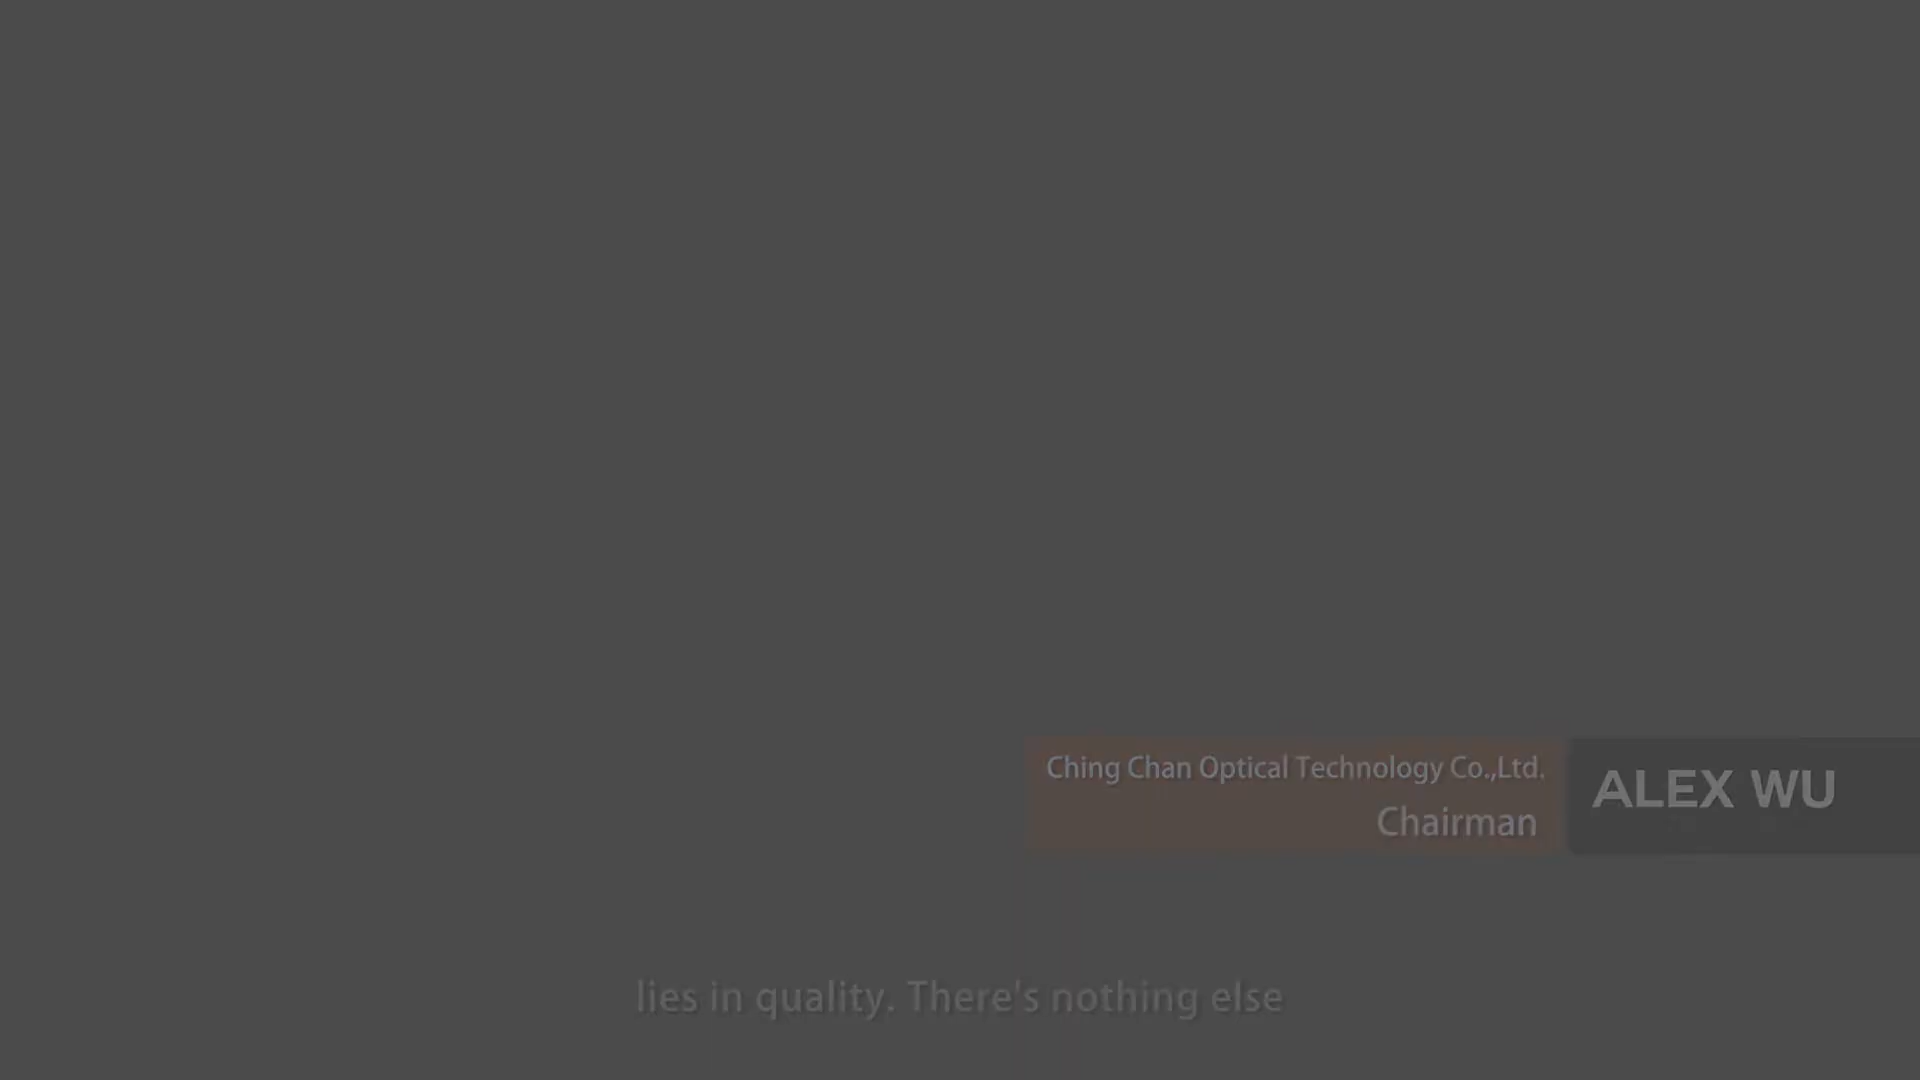 Ching Chan Optical Technology Co.,Ltd.
Chairman
ALEX WU
lies in quality. There's nothing else